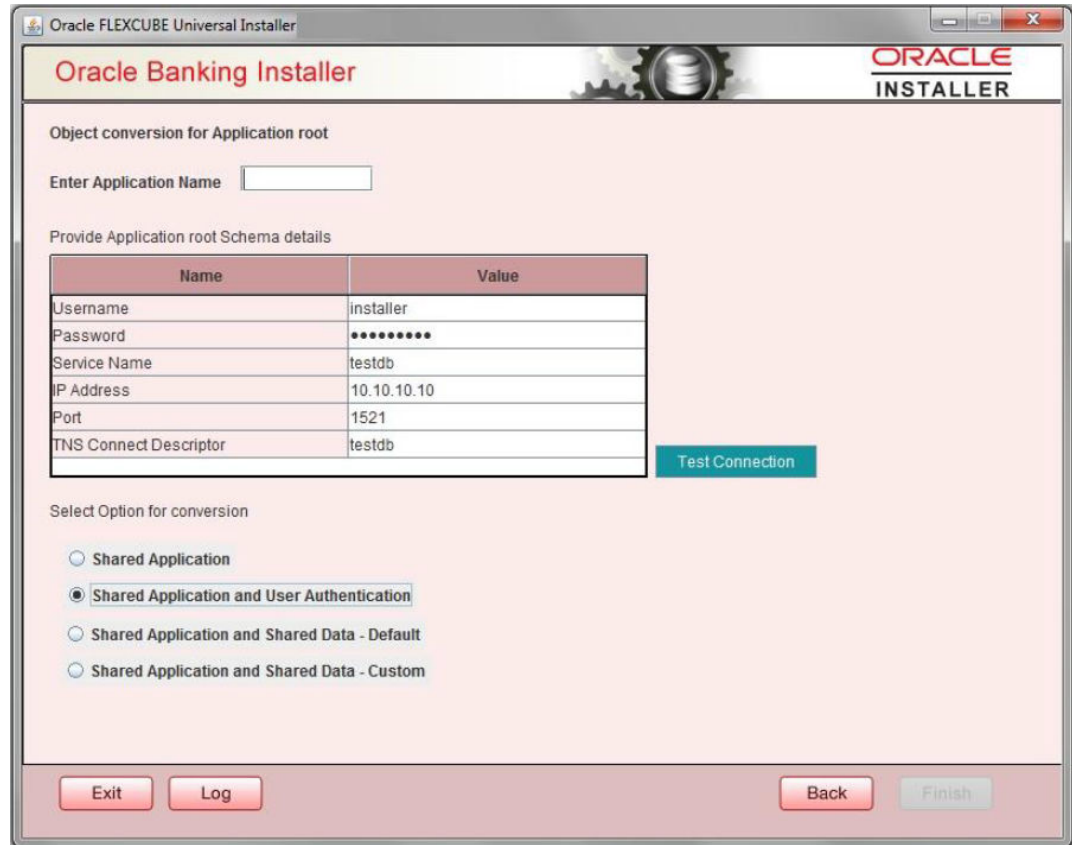 Oracle FLEXCUBE Universal Installer
Oracle Banking Installer
ORACLE
INSTALLER
Object conversion for Application root
Enter Application Name
Provide Application root Schema details
Name Value
Username installer
Password •••••••••
Service Name testdb
IP Address 10.10.10.10
Port 1521
TNS Connect Descriptor testdb
Test Connection
Select Option for conversion
Shared Application
Shared Application and User Authentication
Shared Application and Shared Data - Default
Shared Application and Shared Data - Custom
Exit Log Back Finish